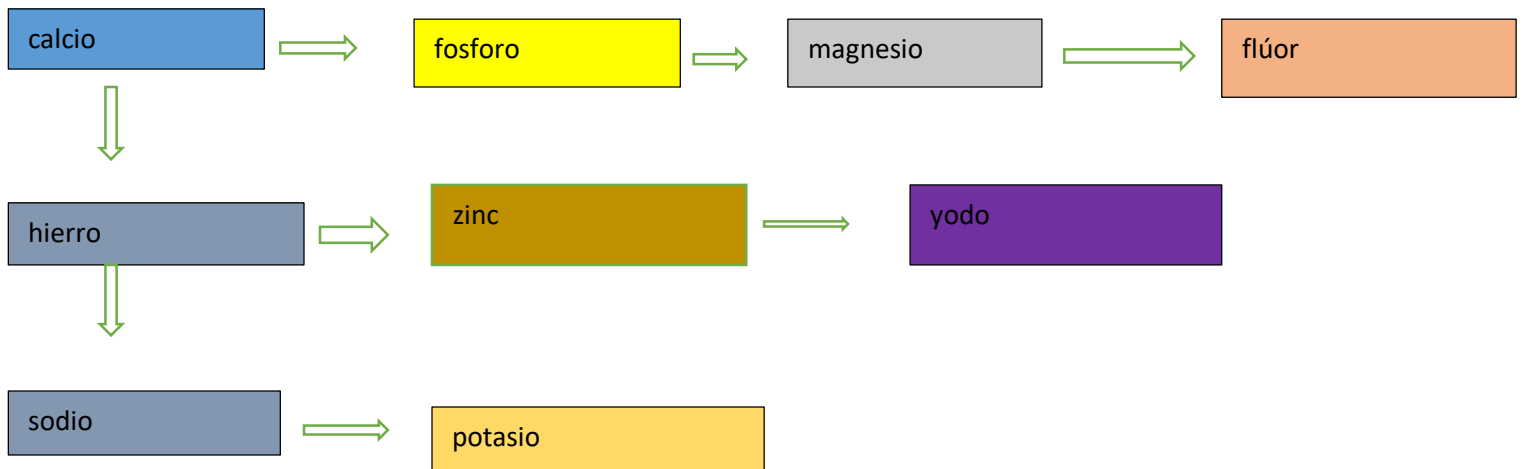 calcio
fosforo
magnesio
flúor
hierro
zinc
yodo
sodio
potasio